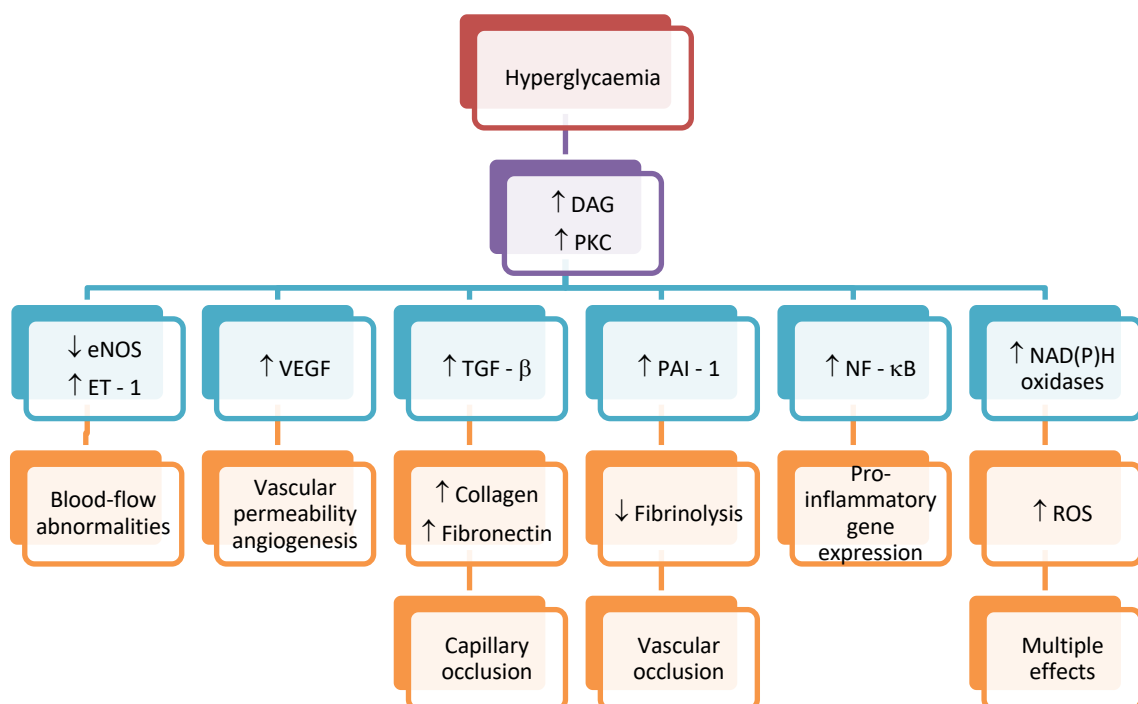 Hyperglycaemia
↑ DAG
↑ PKC
↓ eNOS
↑ ET - 1
↑ VEGF
↑ TGF - β
↑ PAI - 1
↑ NF - κB
↑ NAD(P)H
oxidases
Blood-flow
abnormalities
Vascular
permeability
angiogenesis
↑ Collagen
↑ Fibronectin
↓ Fibrinolysis
Pro-
inflammatory
gene
expression
↑ ROS
Capillary
occlusion
Vascular
occlusion
Multiple
effects